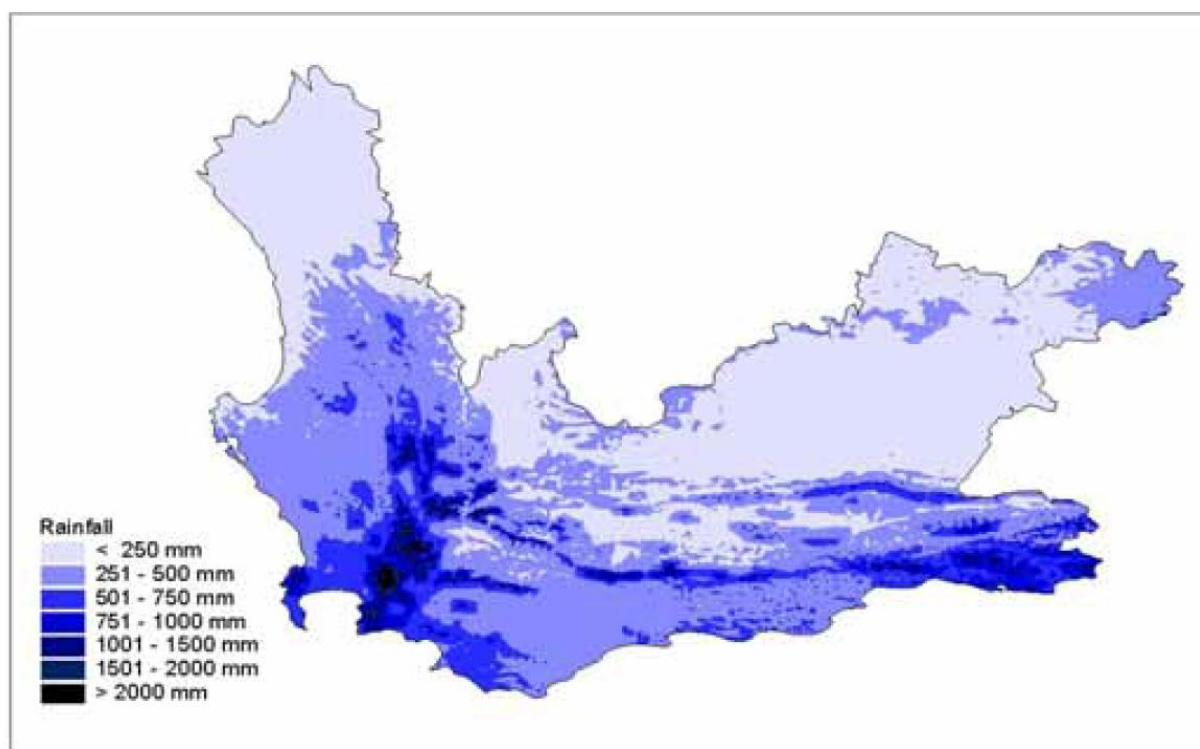 Rainfall
< 250 mm
251 - 500 mm
501 - 750 mm
751 - 1000 mm
1001 - 1500 mm
1501 - 2000 mm
> 2000 mm